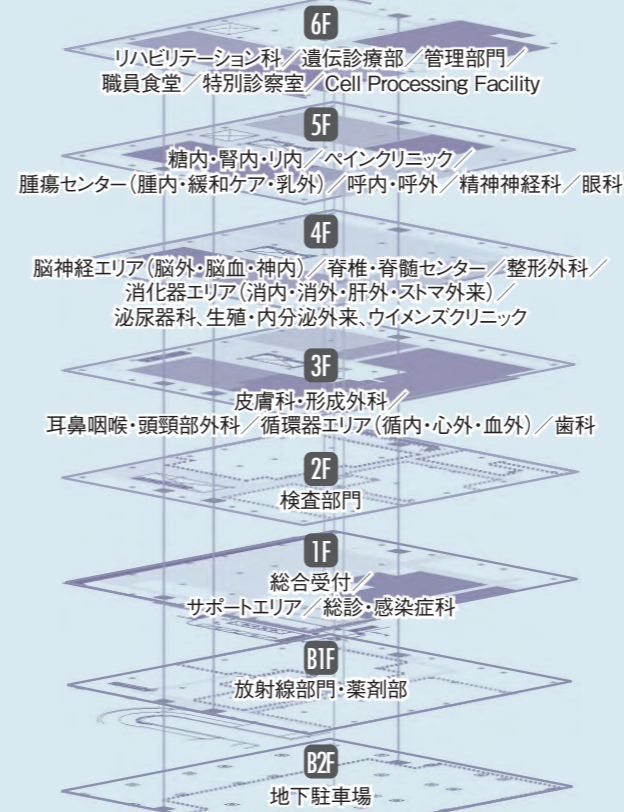 6F
リハビリテーション科／遺伝診療部／管理部門／
職員食堂／特別診察室／Cell Processing Facility
5F
糖内・腎内・リ内／ペインクリニック／
腫瘍センター（腫内・緩和ケア・乳外）／呼内・呼外／精神神経科／眼科
4F
脳神経エリア（脳外・脳血・神内）／脊椎・脊髄センター／整形外科／
消化器エリア（消内・消外・肝外・ストマ外来）／
泌尿器科、生殖・内分泌外来、ウイメンズクリニック
3F
皮膚科・形成外科／
耳鼻咽喉・頭頸部外科／循環器エリア（循内・心外・血外）／歯科
2F
検査部門
1F
総合受付／
サポートエリア／総診・感染症科
B1F
放射線部門・薬剤部
B2F
地下駐車場